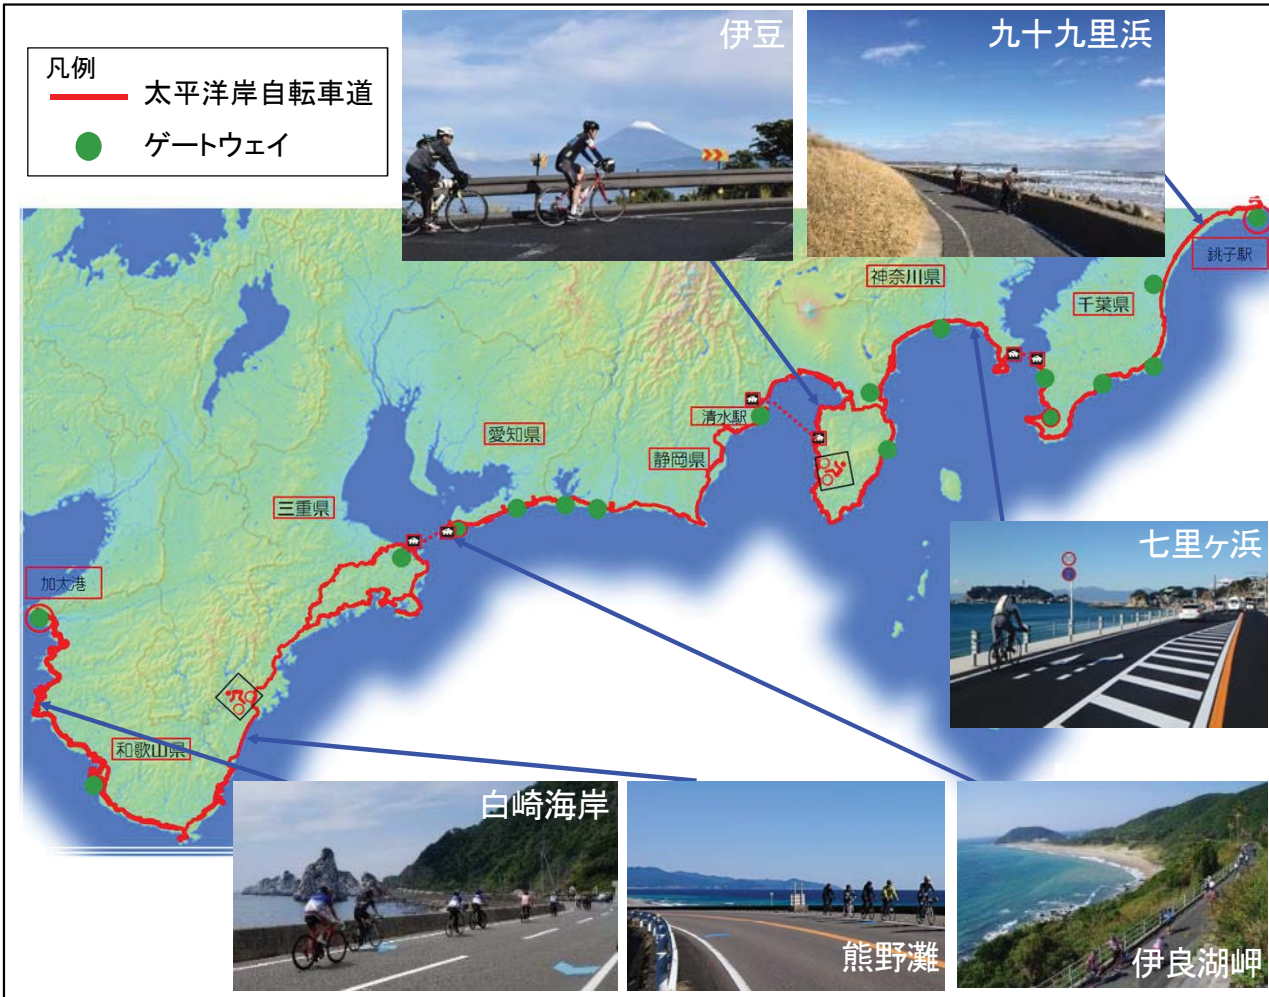 凡例
太平洋岸自転車道
ゲートウェイ
伊豆
九十九里浜
銚子駅
神奈川県
千葉県
清水駅
愛知県
静岡県
三重県
七里ヶ浜
加太港
和歌山県
白崎海岸
熊野灘
伊良湖岬